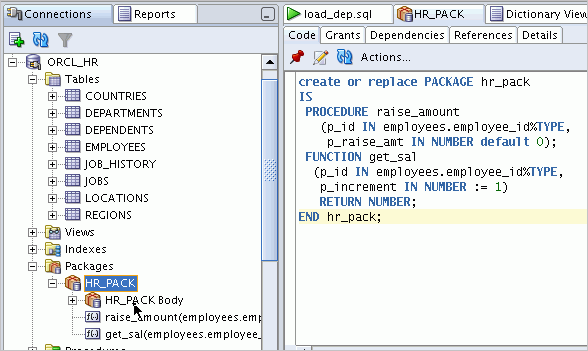 Connections
Reports
ORCL_HR
Tables
COUNTRIES
DEPARTMENTS
DEPENDENTS
EMPLOYEES
JOB_HISTORY
JOBS
LOCATIONS
REGIONS
Views
Indexes
Packages
HR_PACK
HR_PACK Body
raise_amount(employees.emp
get_sal(employees.employee_
Procedures
load_dep.sql
HR_PACK
Dictionary View
Code
Grants
Dependencies
References
Details
Actions...
create or replace PACKAGE hr_pack
IS
PROCEDURE raise_amount
(p_id IN employees.employee_id%TYPE,
p_raise_amt IN NUMBER default 0);
FUNCTION get_sal
(p_id IN employees.employee_id%TYPE,
p_increment IN NUMBER := 1)
RETURN NUMBER;
END hr_pack;